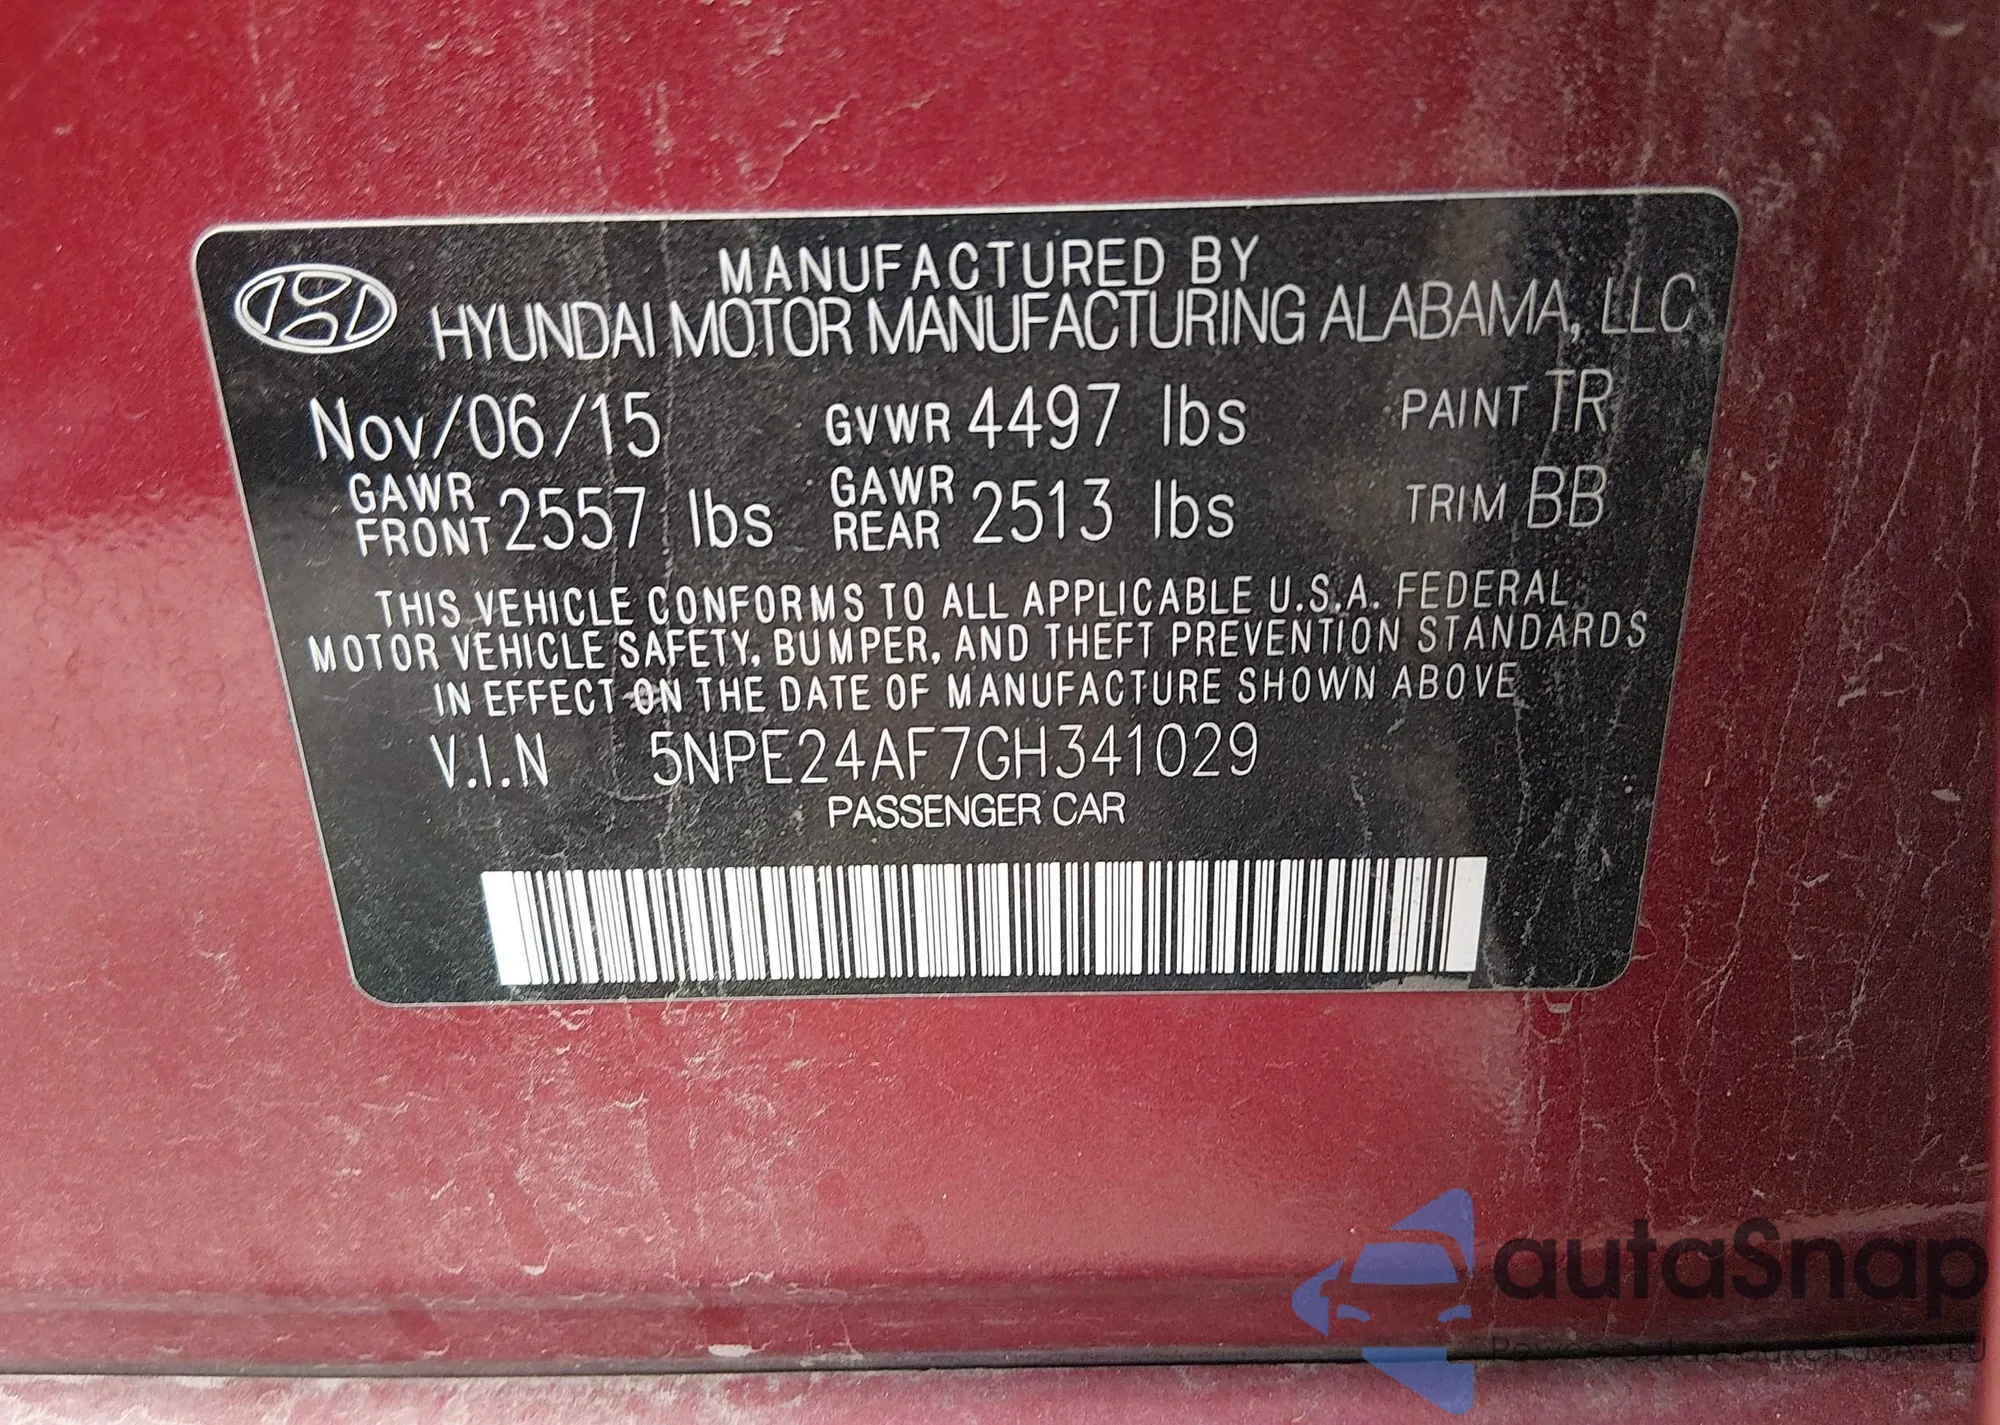 MANUFACTURED BY
HYUNDAI MOTOR MANUFACTURING ALABAMA, LLC
Nov/06/15 GVWR 4497 lbs PAINT TR
GAWR FRONT 2557 lbs GAWR REAR 2513 lbs TRIM BB
THIS VEHICLE CONFORMS TO ALL APPLICABLE U.S.A. FEDERAL
MOTOR VEHICLE SAFETY, BUMPER, AND THEFT PREVENTION STANDARDS
IN EFFECT ON THE DATE OF MANUFACTURE SHOWN ABOVE
V.I.N 5NPE24AF7GH341029
PASSENGER CAR
autaSnap